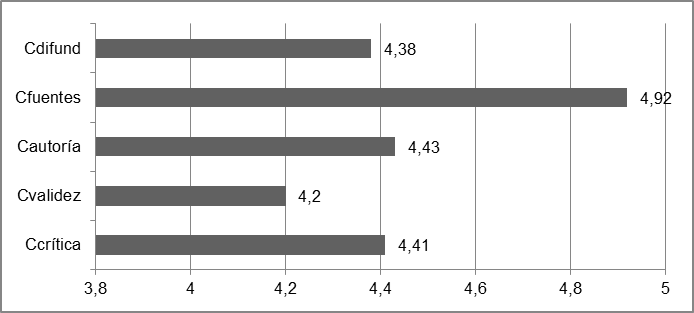 Cdifund 4,38
Cfuentes 4,92
Cautoría 4,43
Cvalidez 4,2
Ccrítica 4,41
3,8 4 4,2 4,4 4,6 4,8 5